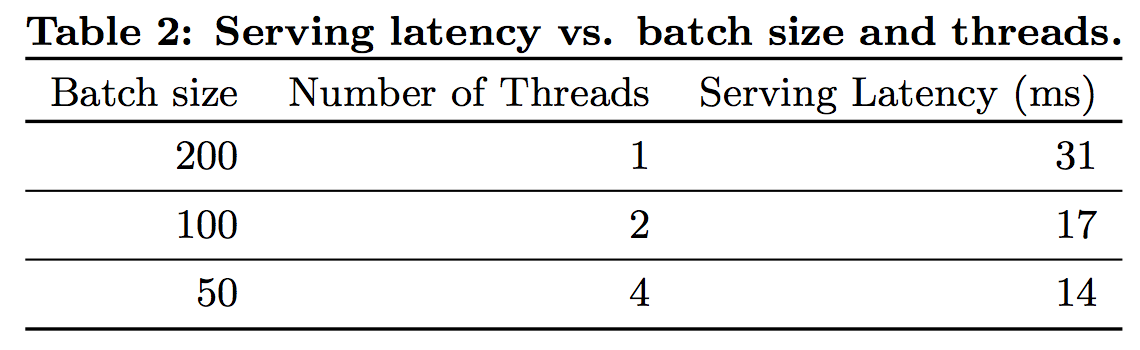 Table 2: Serving latency vs. batch size and threads.
Batch size Number of Threads Serving Latency (ms)
200 1 31
100 2 17
50 4 14